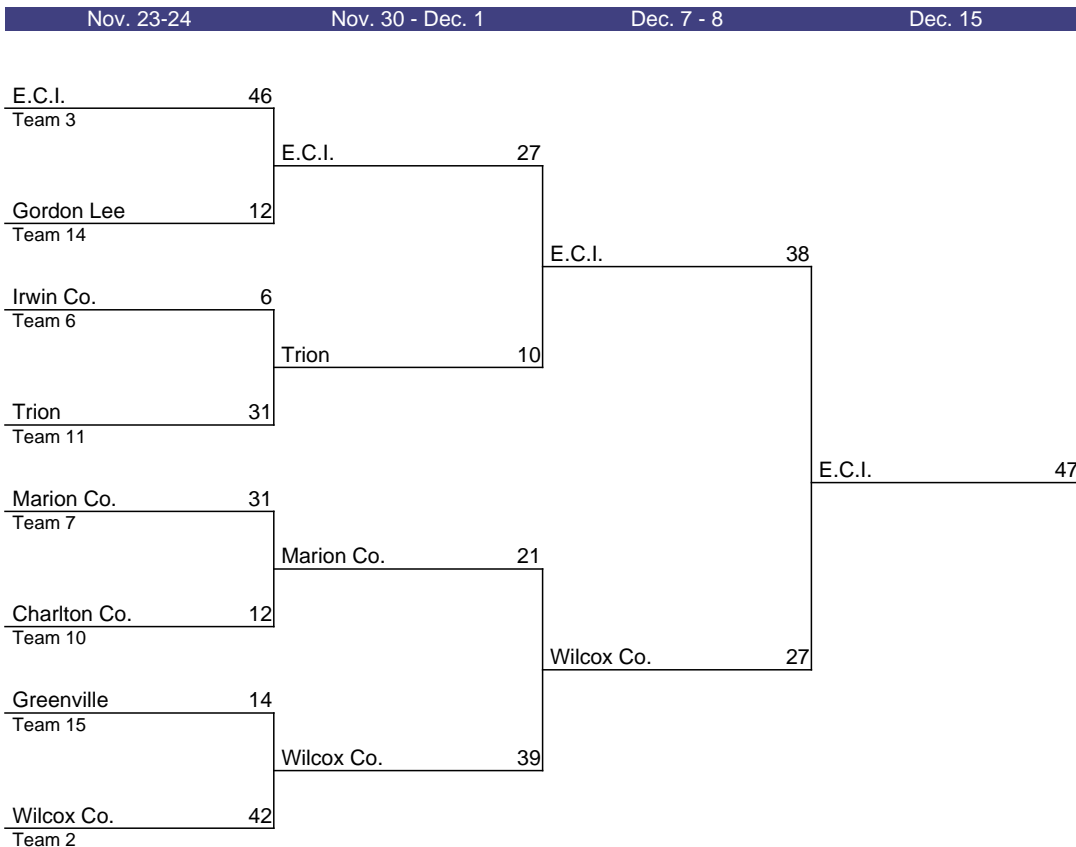 Nov. 23-24 Nov. 30 - Dec. 1 Dec. 7 - 8 Dec. 15
E.C.I. 46
Team 3
E.C.I. 27
Gordon Lee 12
Team 14
E.C.I. 38
Irwin Co. 6
Team 6
Trion 10
Trion 31
Team 11
E.C.I. 47
Marion Co. 31
Team 7
Marion Co. 21
Charlton Co. 12
Team 10
Wilcox Co. 27
Greenville 14
Team 15
Wilcox Co. 39
Wilcox Co. 42
Team 2